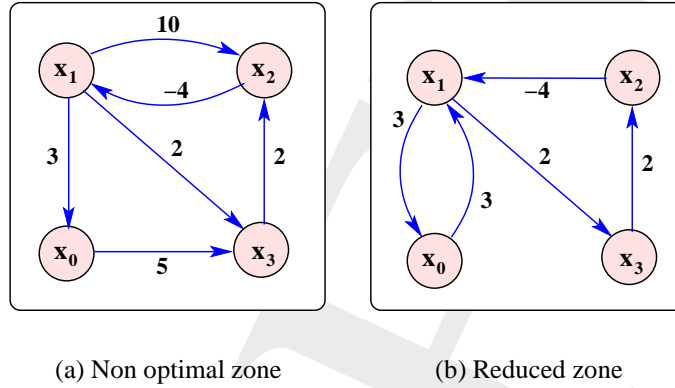 10
x1
x2
−4
3
2
2
x0
5
x3
(a) Non optimal zone
x1
x2
−4
3
2
2
3
x0
x3
(b) Reduced zone